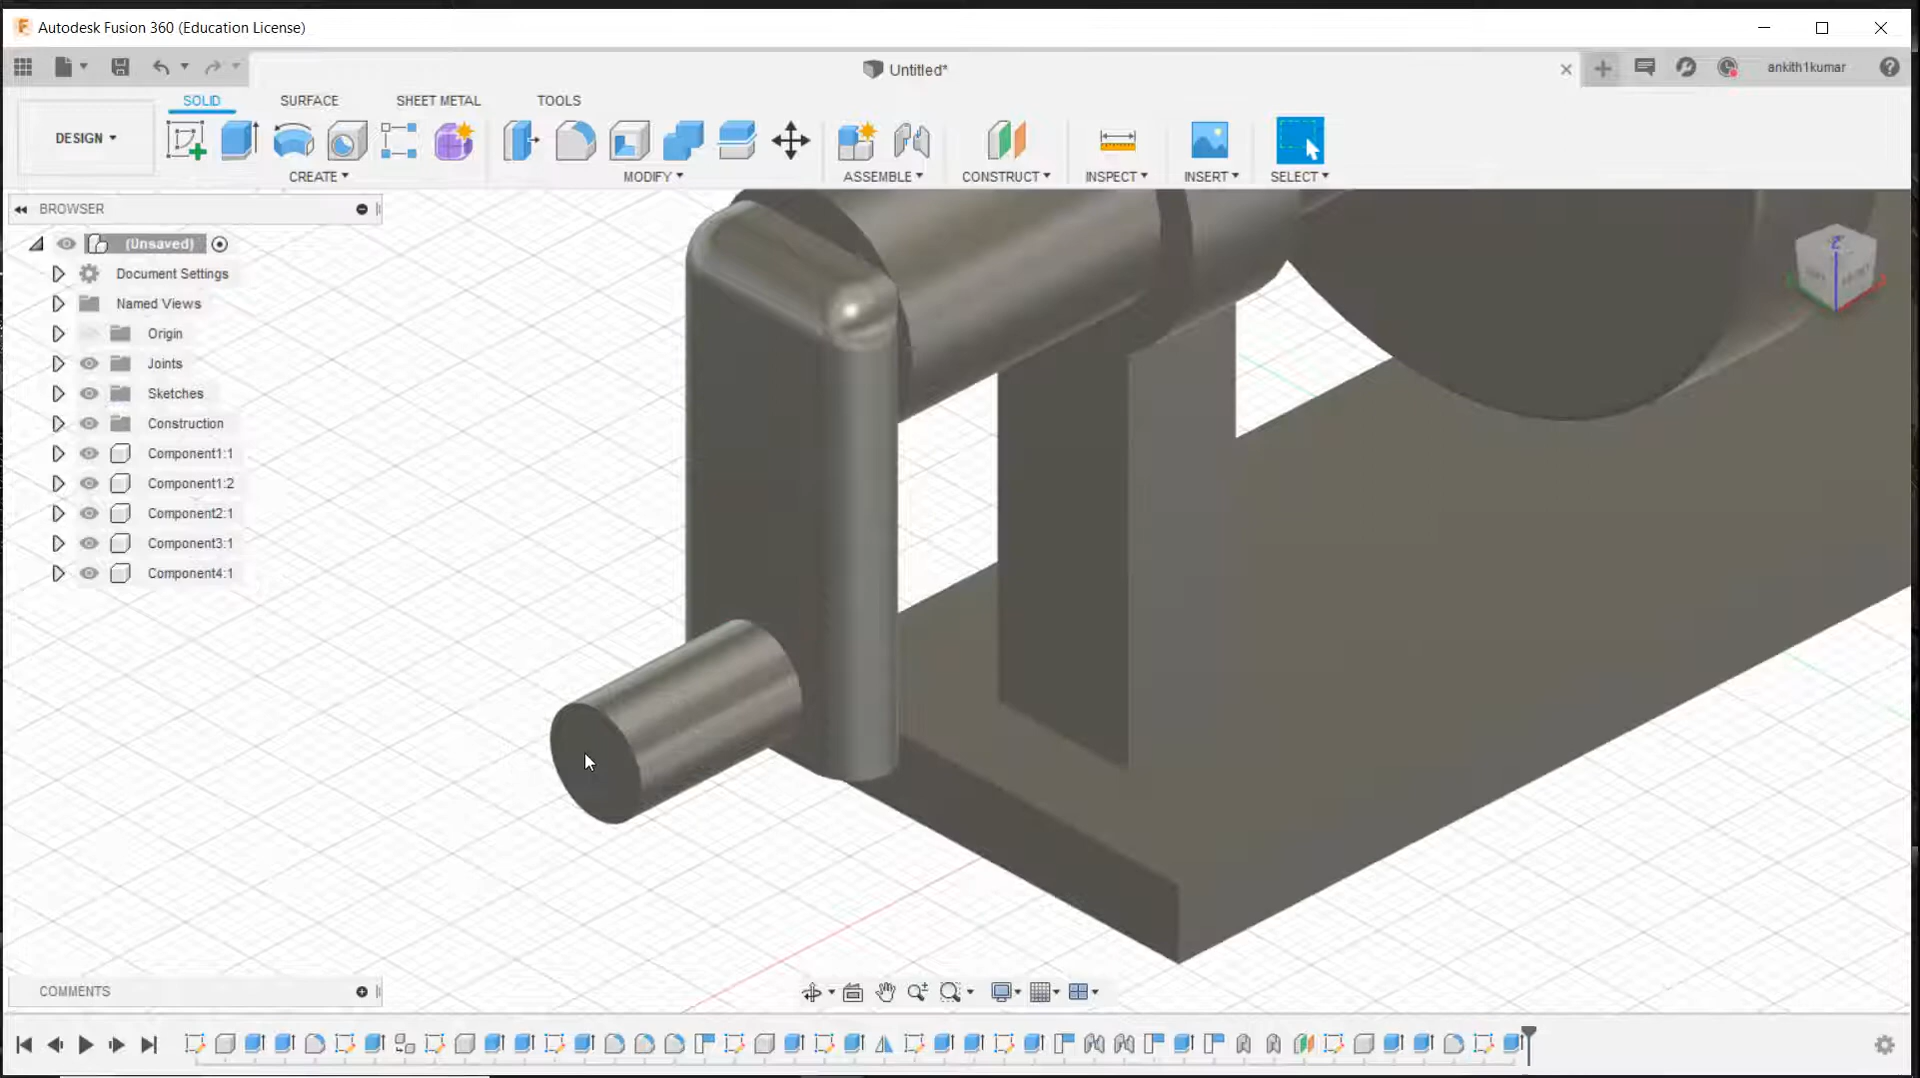 Autodesk Fusion 360 (Education License)
Untitled*
ankith1kumar
SOLID SURFACE SHEET METAL TOOLS
DESIGN
CREATE MODIFY ASSEMBLE CONSTRUCT INSPECT INSERT SELECT
BROWSER
(Unsaved)
Document Settings
Named Views
Origin
Joints
Sketches
Construction
Component1:1
Component1:2
Component2:1
Component3:1
Component4:1
COMMENTS